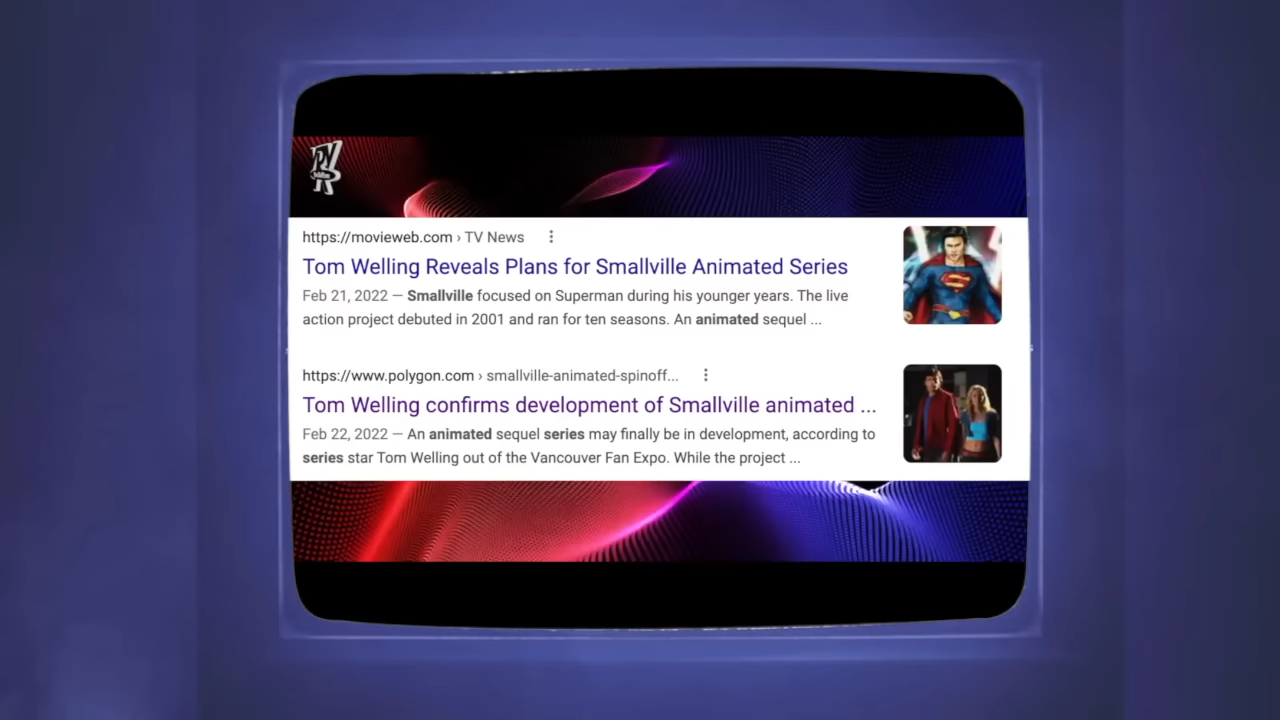 https://movieweb.com › TV News
Tom Welling Reveals Plans for Smallville Animated Series
Feb 21, 2022 — Smallville focused on Superman during his younger years. The live
action project debuted in 2001 and ran for ten seasons. An animated sequel ...
https://www.polygon.com › smallville-animated-spinoff...
Tom Welling confirms development of Smallville animated ...
Feb 22, 2022 — An animated sequel series may finally be in development, according to
series star Tom Welling out of the Vancouver Fan Expo. While the project ...